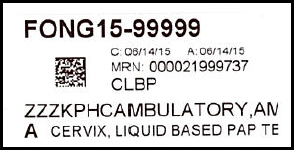 FONG15-99999
C: 06/14/15 A: 06/14/15
MRN: 000021999737
CLBP
ZZZKPHCAMBULATORY,AM
A CERVIX, LIQUID BASED PAP TE